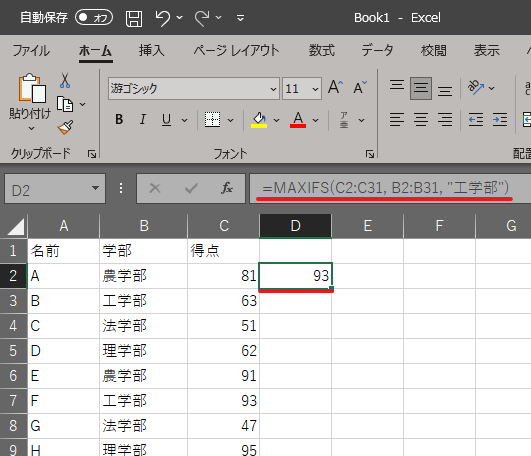 自動保存 オフ Book1 - Excel
ファイル ホーム 挿入 ページ レイアウト 数式 データ 校閲 表示
貼り付け
游ゴシック 11 A A
B I U A 亜
クリップボード フォント 配置
D2 fx =MAXIFS(C2:C31, B2:B31, "工学部")
A B C D E F G
1 名前 学部 得点
2 A 農学部 81 93
3 B 工学部 63
4 C 法学部 51
5 D 理学部 62
6 E 農学部 91
7 F 工学部 93
8 G 法学部 47
9 H 理学部 95